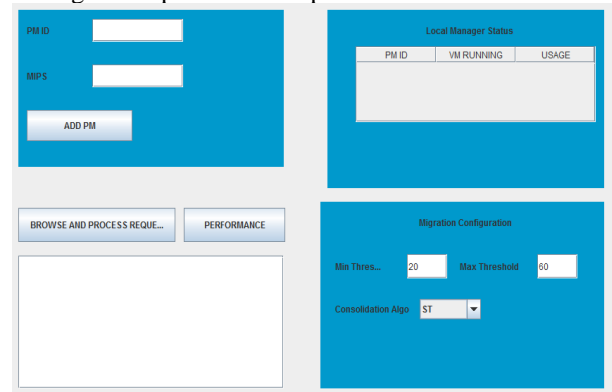 PM ID
MIPS
ADD PM
Local Manager Status
PM ID VM RUNNING USAGE
BROWSE AND PROCESS REQUE... PERFORMANCE
Migration Configuration
Min Thres... 20 Max Threshold 60
Consolidation Algo ST